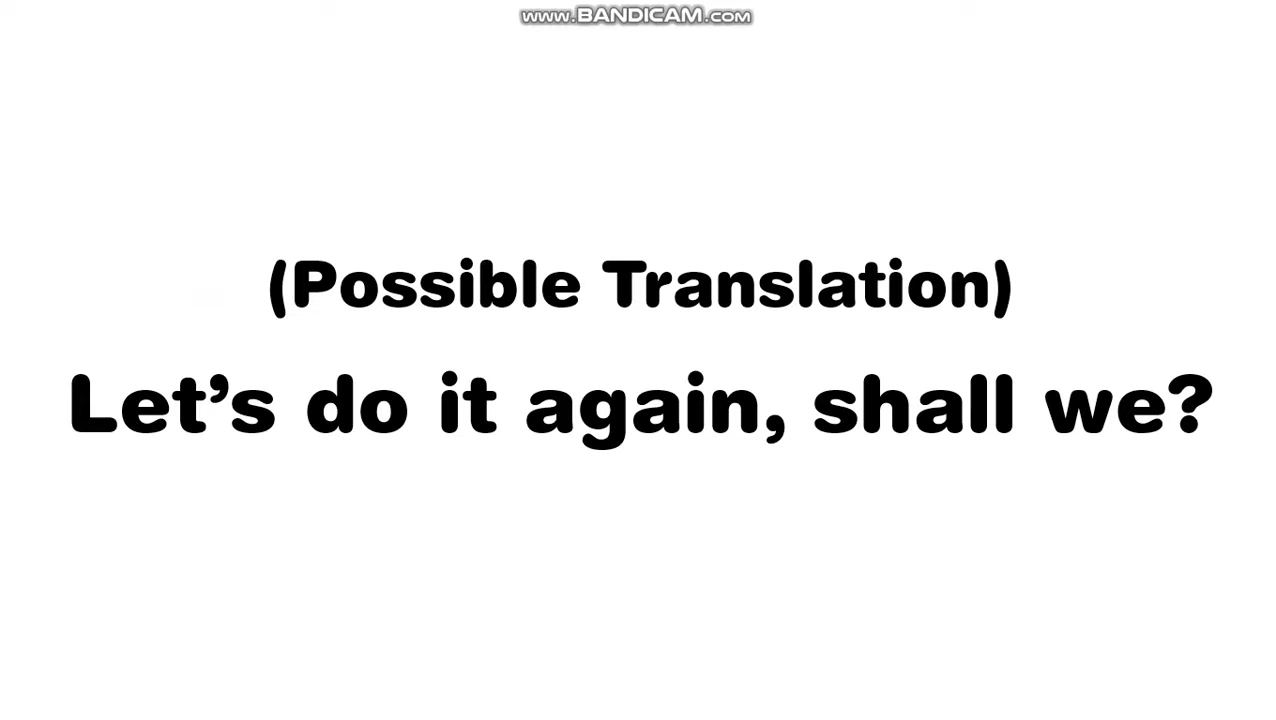 www.BANDICAM.com
(Possible Translation)
Let’s do it again, shall we?